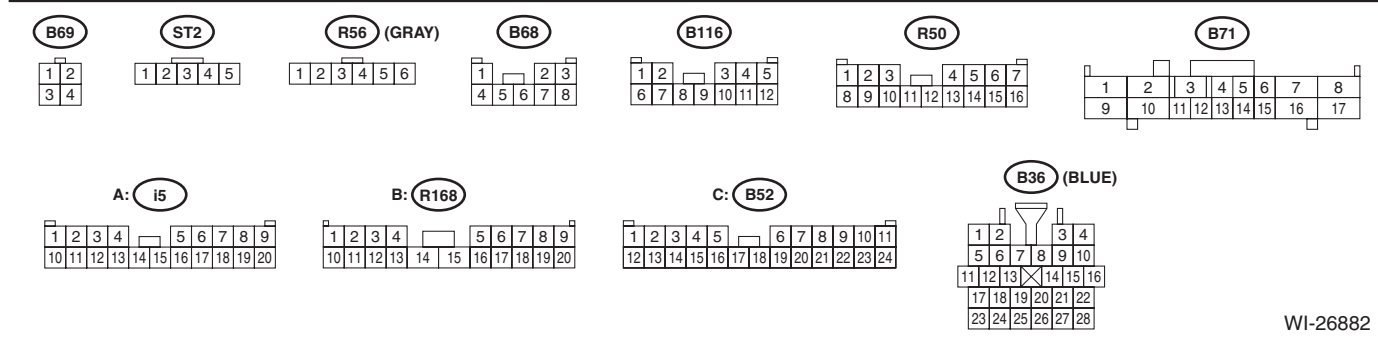 B69
1 2
3 4
ST2
1 2 3 4 5
R56 (GRAY)
1 2 3 4 5 6
B68
1 2 3
4 5 6 7 8
B116
1 2 3 4 5
6 7 8 9 10 11 12
R50
1 2 3 4 5 6 7
8 9 10 11 12 13 14 15 16
B71
1 2 3 4 5 6 7 8
9 10 11 12 13 14 15 16 17
A: i5
1 2 3 4 5 6 7 8 9
10 11 12 13 14 15 16 17 18 19 20
B: R168
1 2 3 4 5 6 7 8 9
10 11 12 13 14 15 16 17 18 19 20
C: B52
1 2 3 4 5 6 7 8 9 10 11
12 13 14 15 16 17 18 19 20 21 22 23 24
B36 (BLUE)
1 2 3 4
5 6 7 8 9 10
11 12 13 14 15 16
17 18 19 20 21 22
23 24 25 26 27 28
WI-26882